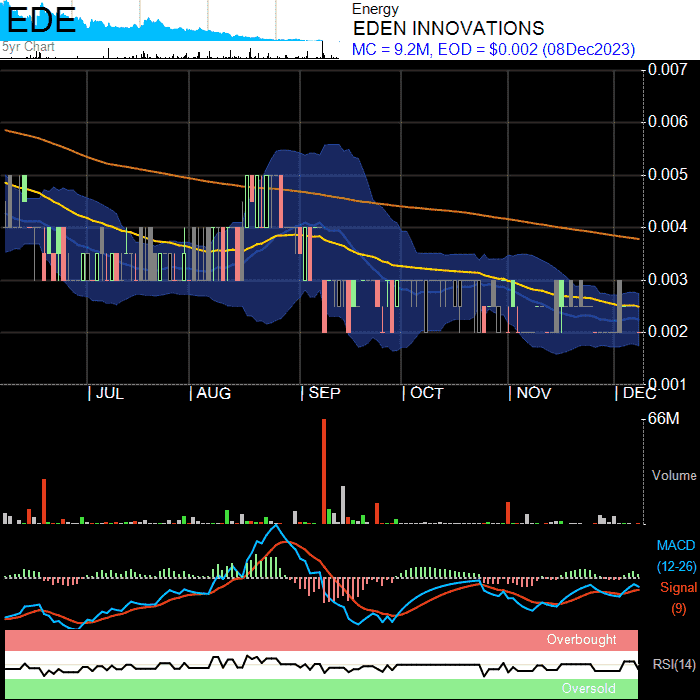 EDE
5yr Chart
Energy
EDEN INNOVATIONS
MC = 9.2M, EOD = $0.002 (08Dec2023)
0.007
0.006
0.005
0.004
0.003
0.002
0.001
JUL AUG SEP OCT NOV DEC
66M
Volume
MACD
(12-26)
Signal
(9)
Overbought
RSI(14)
Oversold